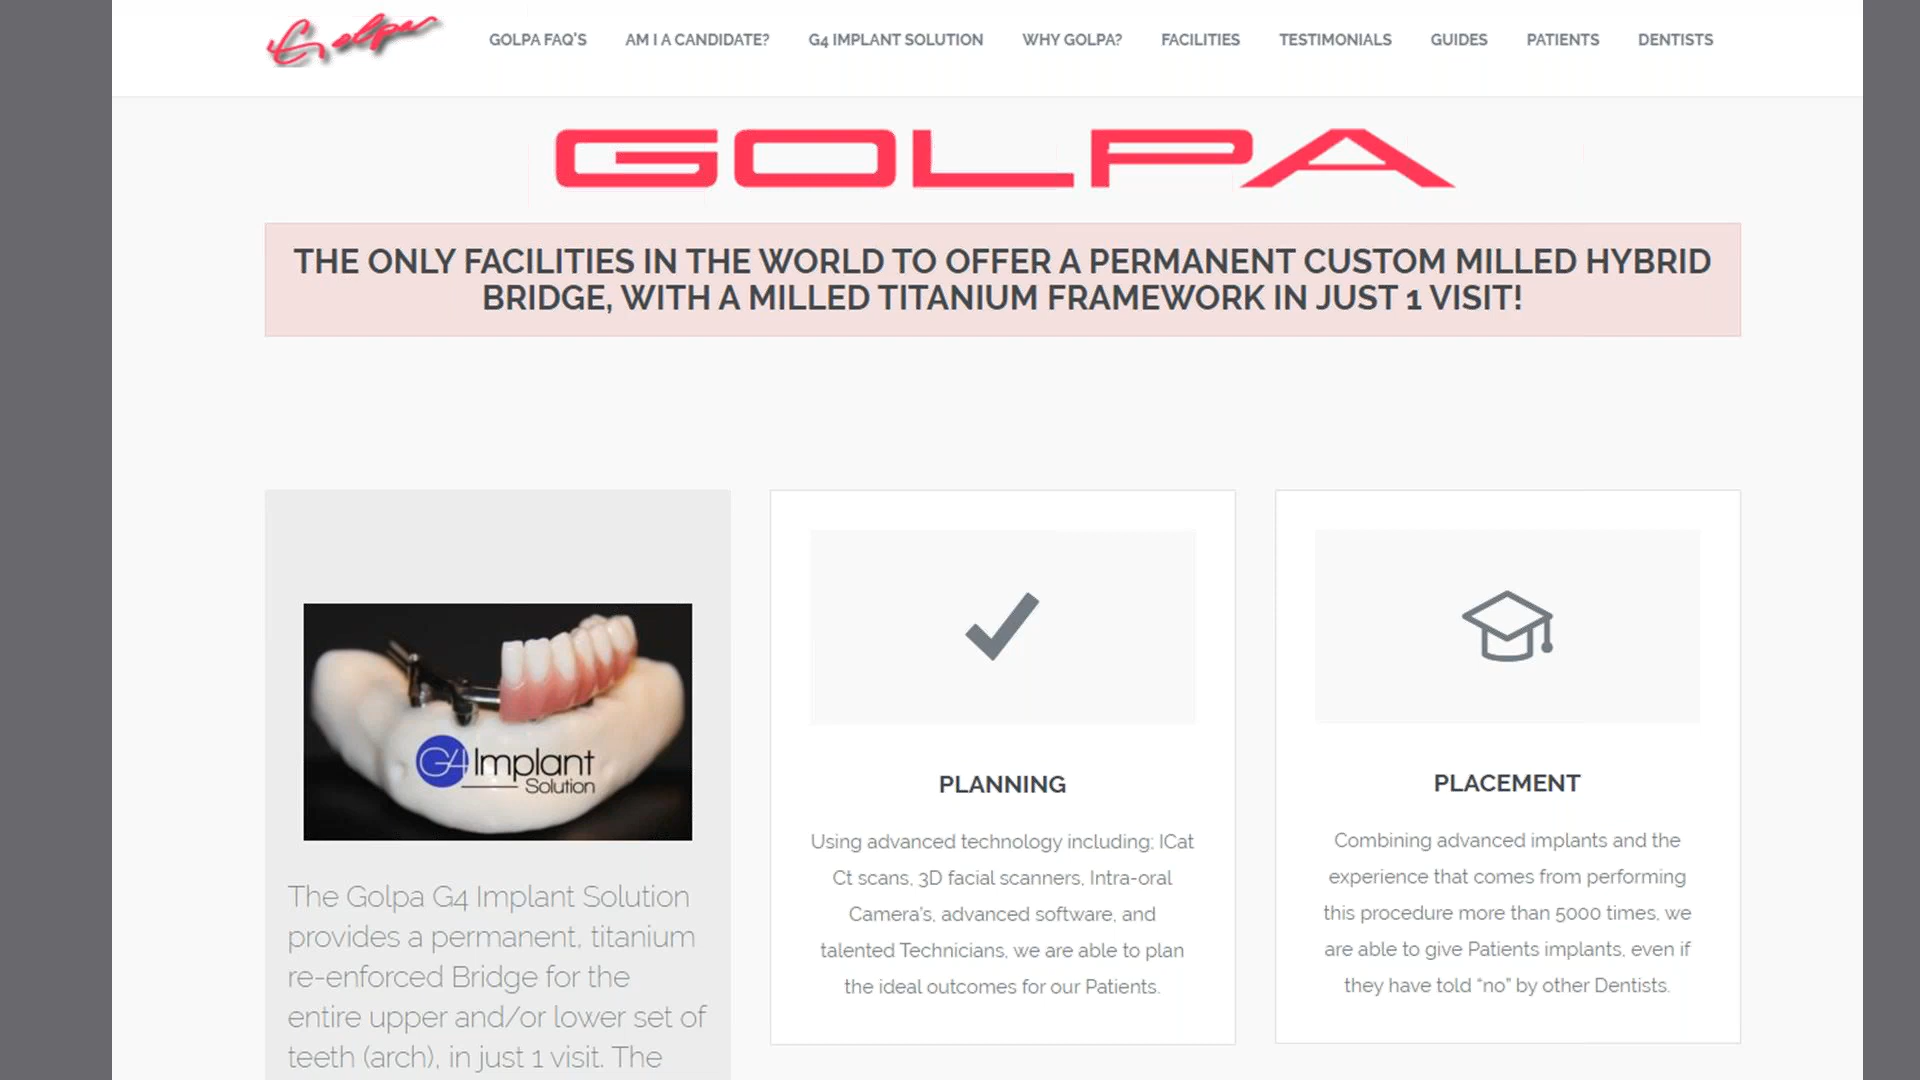 Golpa
GOLPA FAQ'S AM I A CANDIDATE? G4 IMPLANT SOLUTION WHY GOLPA? FACILITIES TESTIMONIALS GUIDES PATIENTS DENTISTS
GOLPA
THE ONLY FACILITIES IN THE WORLD TO OFFER A PERMANENT CUSTOM MILLED HYBRID
BRIDGE, WITH A MILLED TITANIUM FRAMEWORK IN JUST 1 VISIT!
G4 Implant
Solution
The Golpa G4 Implant Solution
provides a permanent, titanium
re-enforced Bridge for the
entire upper and/or lower set of
teeth (arch), in just 1 visit. The
PLANNING
Using advanced technology including; ICat
Ct scans, 3D facial scanners, Intra-oral
Camera's, advanced software, and
talented Technicians, we are able to plan
the ideal outcomes for our Patients.
PLACEMENT
Combining advanced implants and the
experience that comes from performing
this procedure more than 5000 times, we
are able to give Patients implants, even if
they have told “no” by other Dentists.